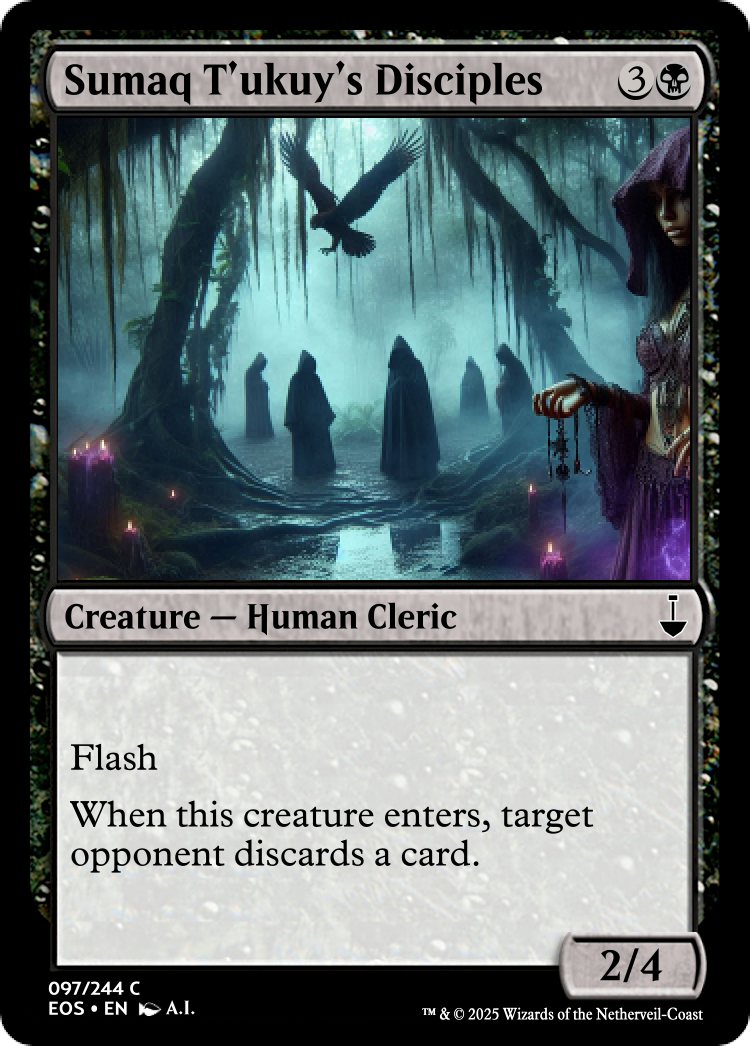 Sumaq T'ukuy's Disciples 3
Creature — Human Cleric
Flash
When this creature enters, target
opponent discards a card.
2/4
097/244 C
EOS • EN A.I.
™ & © 2025 Wizards of the Netherveil-Coast